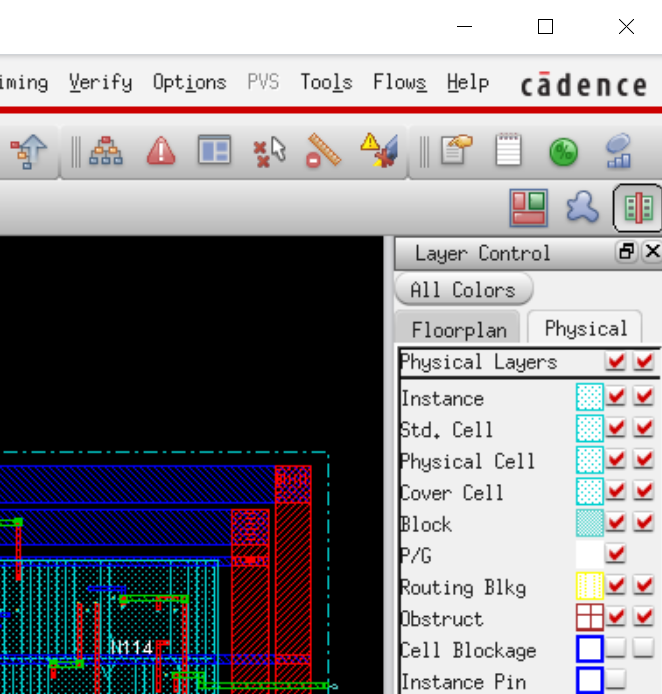 iming Verify Options PVS Tools Flows Help cādence
Layer Control
All Colors
Floorplan Physical
Physical Layers
Instance
Std. Cell
Physical Cell
Cover Cell
Block
P/G
Routing Blkg
Obstruct
N114
Cell Blockage
Instance Pin